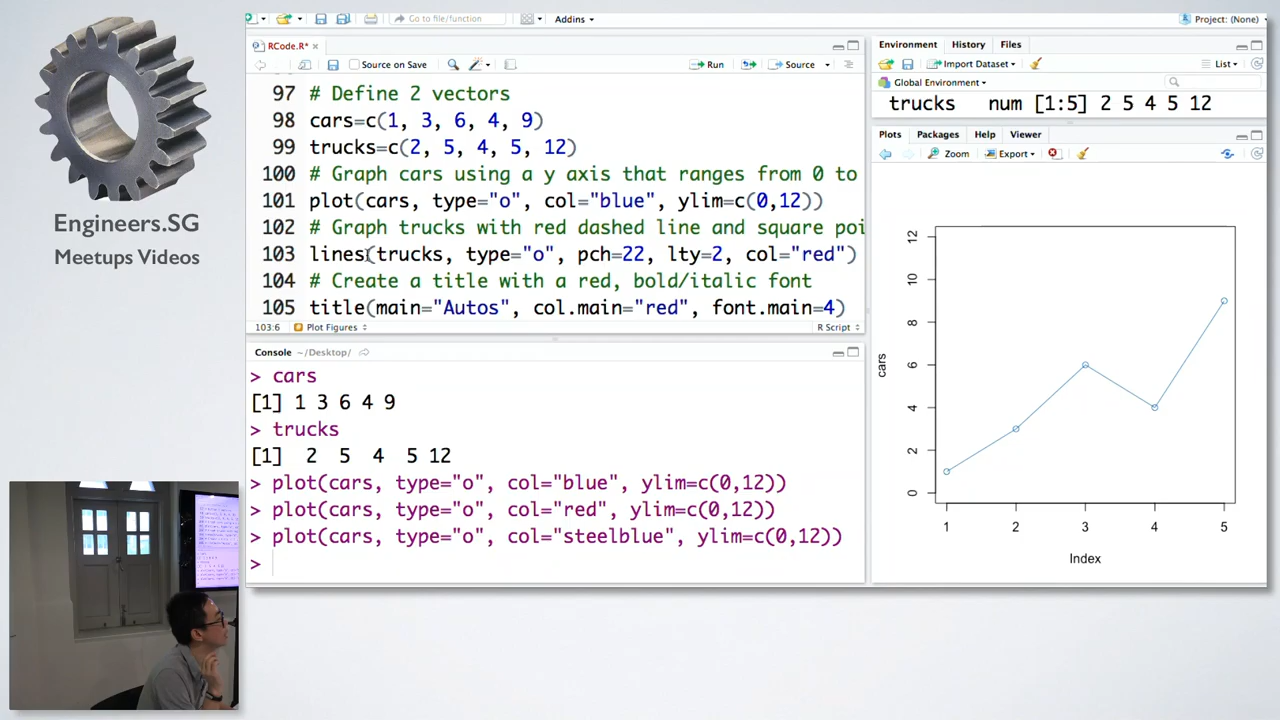 Engineers.SG
Meetups Videos
Go to file/function
Addins
Project: (None)
RCode.R*
Source on Save
Run
Source
97 # Define 2 vectors
98 cars=c(1, 3, 6, 4, 9)
99 trucks=c(2, 5, 4, 5, 12)
100 # Graph cars using a y axis that ranges from 0 to
101 plot(cars, type="o", col="blue", ylim=c(0,12))
102 # Graph trucks with red dashed line and square poi
103 lines(trucks, type="o", pch=22, lty=2, col="red")
104 # Create a title with a red, bold/italic font
105 title(main="Autos", col.main="red", font.main=4)
103:6 Plot Figures R Script
Console ~/Desktop/
> cars
[1] 1 3 6 4 9
> trucks
[1] 2 5 4 5 12
> plot(cars, type="o", col="blue", ylim=c(0,12))
> plot(cars, type="o", col="red", ylim=c(0,12))
> plot(cars, type="o", col="steelblue", ylim=c(0,12))
>
Environment History Files
Import Dataset List
Global Environment
trucks num [1:5] 2 5 4 5 12
Plots Packages Help Viewer
Zoom Export
12
10
8
6
4
2
0
cars
1 2 3 4 5
Index